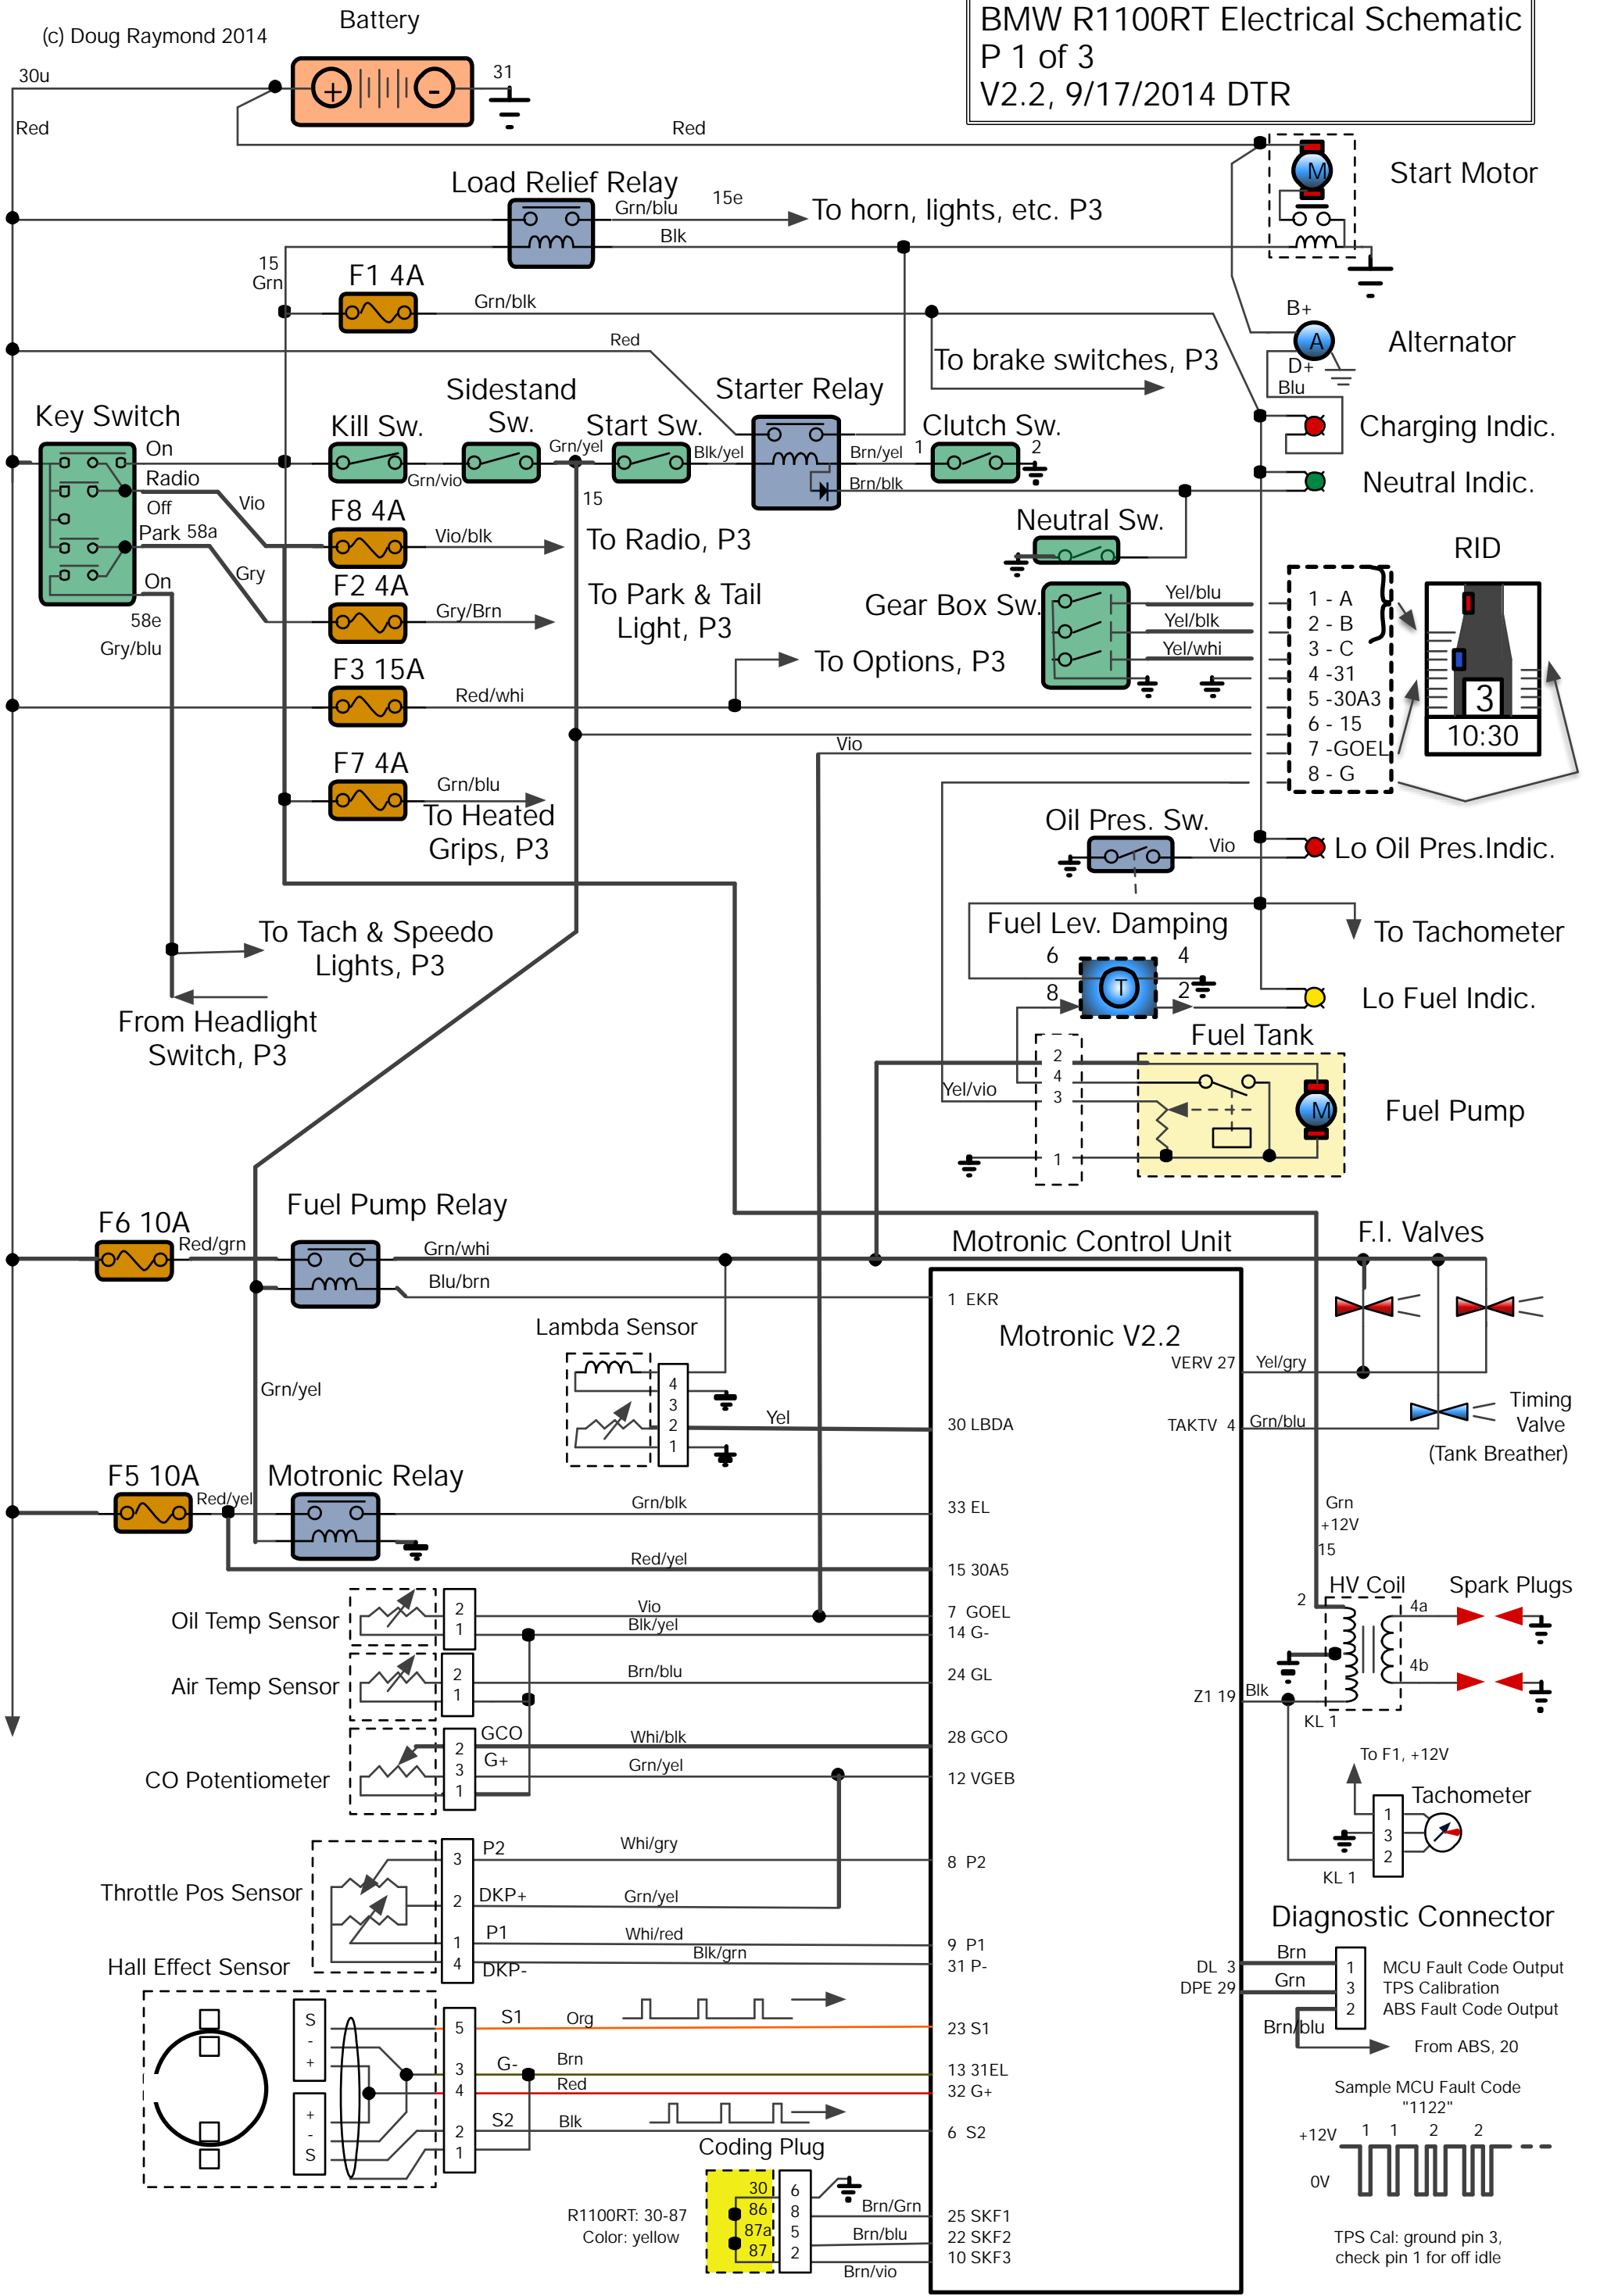 (c) Doug Raymond 2014
Battery
BMW R1100RT Electrical Schematic
P 1 of 3
V2.2, 9/17/2014 DTR
30u
+
-
31
Red
Red
M
Start Motor
Load Relief Relay
Grn/blu
15e
To horn, lights, etc. P3
Blk
15
Grn
F1 4A
Grn/blk
B+
A
Alternator
D+
Blu
Red
To brake switches, P3
Key Switch
Sidestand
Sw.
Starter Relay
Kill Sw.
Start Sw.
Clutch Sw.
Charging Indic.
On
Grn/vio
Grn/yel
Blk/yel
Brn/yel
1
2
Radio
Vio
Off
15
Brn/blk
Neutral Indic.
Park 58a
F8 4A
Vio/blk
To Radio, P3
Neutral Sw.
RID
Gry
On
F2 4A
Gry/Brn
To Park & Tail
Light, P3
Gear Box Sw.
Yel/blu
Yel/blk
Yel/whi
1 - A
2 - B
3 - C
4 -31
5 -30A3
6 - 15
7 -GOEL
8 - G
3
10:30
58e
Gry/blu
F3 15A
Red/whi
To Options, P3
Vio
F7 4A
Grn/blu
To Heated
Grips, P3
Oil Pres. Sw.
Vio
Lo Oil Pres.Indic.
To Tach & Speedo
Lights, P3
Fuel Lev. Damping
6
4
8
2
T
To Tachometer
Lo Fuel Indic.
From Headlight
Switch, P3
Fuel Tank
2
4
3
1
Yel/vio
M
Fuel Pump
F6 10A
Red/grn
Fuel Pump Relay
Grn/whi
Blu/brn
Motronic Control Unit
F.I. Valves
1 EKR
Motronic V2.2
Lambda Sensor
4
3
2
1
Yel
VERV 27
Yel/gry
Grn/yel
30 LBDA
TAKTV 4
Grn/blu
Timing
Valve
(Tank Breather)
F5 10A
Red/yel
Motronic Relay
Grn/blk
33 EL
Grn
+12V
15
Red/yel
15 30A5
HV Coil
Spark Plugs
2
4a
4b
Oil Temp Sensor
2
1
Vio
Blk/yel
7 GOEL
14 G-
Air Temp Sensor
2
1
Brn/blu
24 GL
Z1 19
Blk
KL 1
CO Potentiometer
2
3
1
GCO
G+
Whi/blk
Grn/yel
28 GCO
12 VGEB
To F1, +12V
Tachometer
1
3
2
KL 1
Throttle Pos Sensor
3
2
1
4
P2
DKP+
P1
DKP-
Whi/gry
Grn/yel
Whi/red
Blk/grn
8 P2
9 P1
31 P-
Diagnostic Connector
DL 3
DPE 29
Brn
Grn
Brn/blu
1
3
2
MCU Fault Code Output
TPS Calibration
ABS Fault Code Output
From ABS, 20
Hall Effect Sensor
S
-
+
+
-
S
5
3
4
2
1
S1
Org
23 S1
G-
Brn
13 31EL
Red
32 G+
S2
Blk
6 S2
Sample MCU Fault Code
"1122"
+12V
1 1 2 2
0V
Coding Plug
30
86
87a
87
6
8
5
2
R1100RT: 30-87
Color: yellow
Brn/Grn
Brn/blu
Brn/vio
25 SKF1
22 SKF2
10 SKF3
TPS Cal: ground pin 3,
check pin 1 for off idle